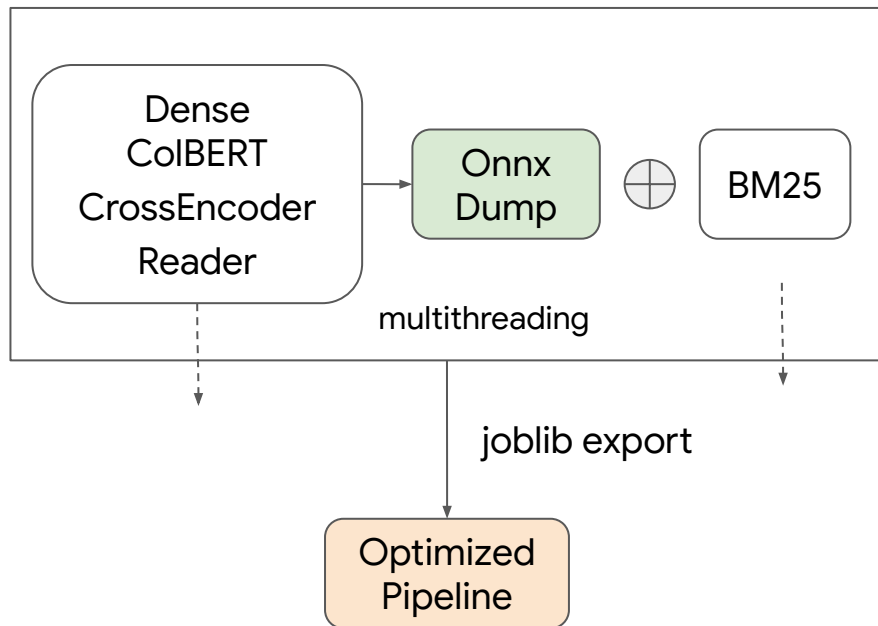 Dense
ColBERT
CrossEncoder
Reader
Onnx
Dump
BM25
multithreading
joblib export
Optimized
Pipeline